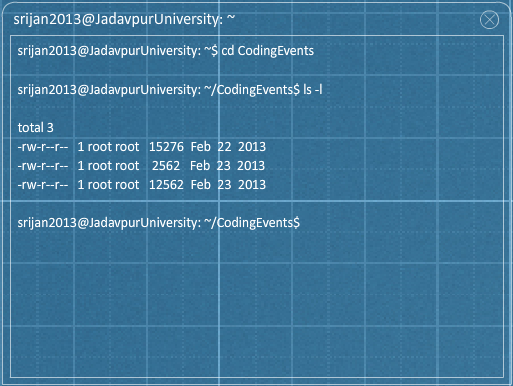 srijan2013@JadavpurUniversity: ~
srijan2013@JadavpurUniversity: ~$ cd CodingEvents
srijan2013@JadavpurUniversity: ~/CodingEvents$ ls -l
total 3
-rw-r--r-- 1 root root 15276 Feb 22 2013
-rw-r--r-- 1 root root 2562 Feb 23 2013
-rw-r--r-- 1 root root 12562 Feb 23 2013
srijan2013@JadavpurUniversity: ~/CodingEvents$